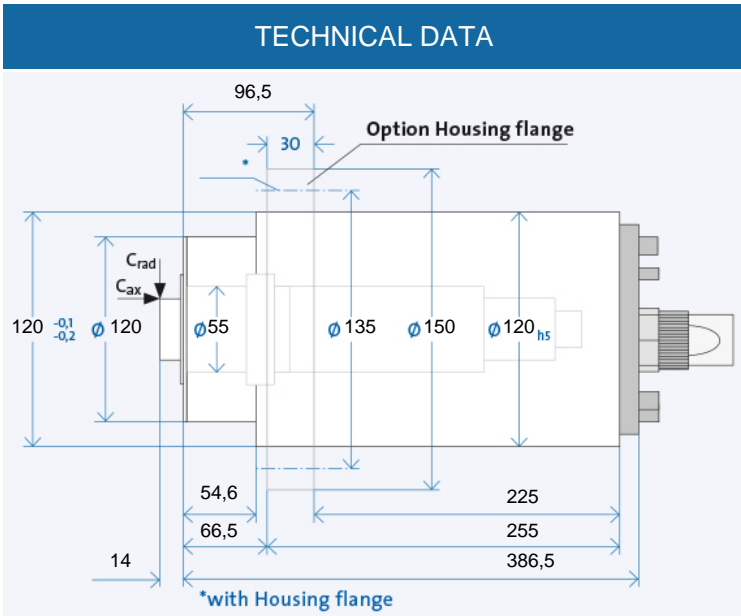 TECHNICAL DATA
96,5
30
Option Housing flange
*
Crad
Cax
120 -0,1 -0,2
ϕ 120
ϕ55
ϕ 135
ϕ 150
ϕ 120 h5
54,6
225
66,5
255
14
386,5
*with Housing flange